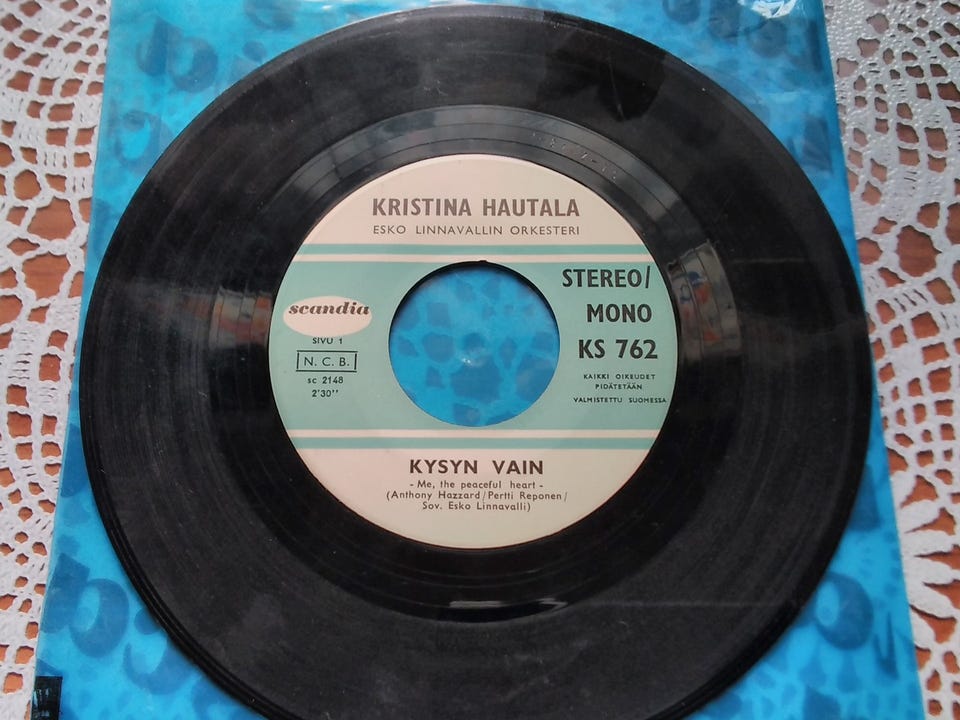 KRISTINA HAUTALA
ESKO LINNAVALLIN ORKESTERI
scandia
SIVU 1
N. C. B.
sc 2148
2'30''
STEREO/
MONO
KS 762
KAIKKI OIKEUDET
PIDÄTETÄÄN
VALMISTETTU SUOMESSA
KYSYN VAIN
- Me, the peaceful heart -
(Anthony Hazzard/Pertti Reponen/
Sov. Esko Linnavalli)